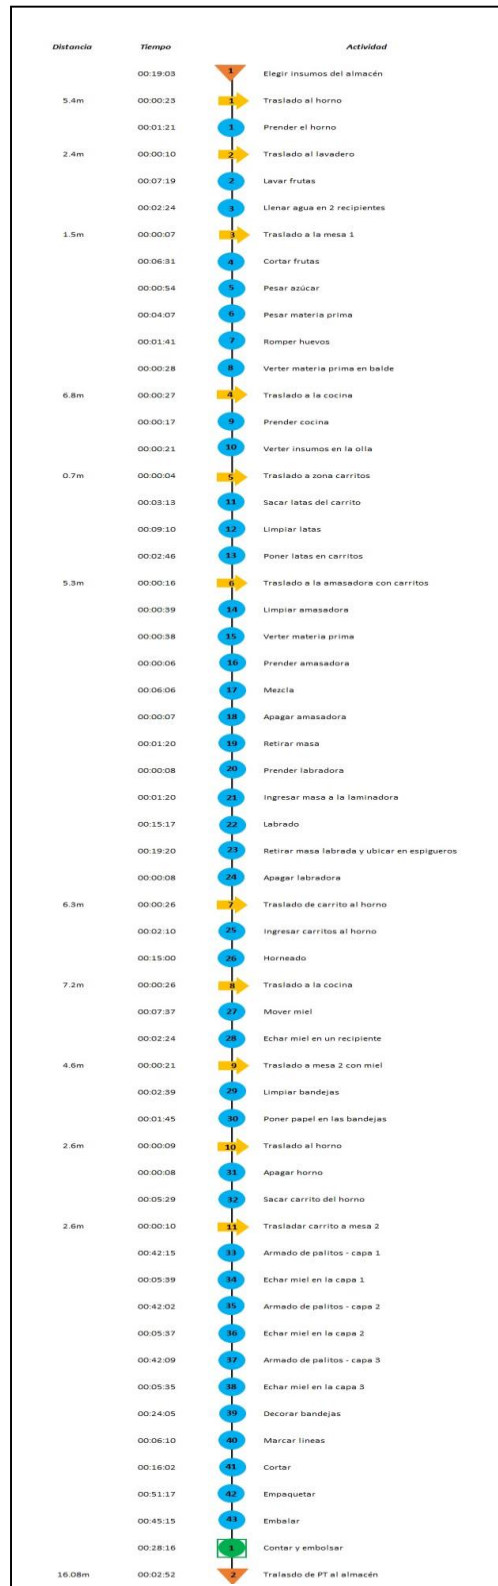 Distancia Tiempo Actividad
00:19:03 1 Elegir insumos del almacén
5.4m 00:00:23 1 Traslado al horno
00:01:21 1 Prender el horno
2.4m 00:00:10 2 Traslado al lavadero
00:07:19 2 Lavar frutas
00:02:24 3 Llenar agua en 2 recipientes
1.5m 00:00:07 3 Traslado a la mesa 1
00:06:31 4 Cortar frutas
00:00:54 5 Pesar azúcar
00:04:07 6 Pesar materia prima
00:01:41 7 Romper huevos
00:00:28 8 Verter materia prima en balde
6.8m 00:00:27 4 Traslado a la cocina
00:00:17 9 Prender cocina
00:00:21 10 Verter insumos en la olla
0.7m 00:00:04 5 Traslado a zona carritos
00:03:13 11 Sacar latas del carrito
00:09:10 12 Limpiar latas
00:02:46 13 Poner latas en carritos
5.3m 00:00:16 6 Traslado a la amasadora con carritos
00:00:39 14 Limpiar amasadora
00:00:38 15 Verter materia prima
00:00:06 16 Prender amasadora
00:06:06 17 Mezcla
00:00:07 18 Apagar amasadora
00:01:20 19 Retirar masa
00:00:08 20 Prender labradora
00:01:20 21 Ingresar masa a la laminadora
00:15:17 22 Labrado
00:19:20 23 Retirar masa labrada y ubicar en espigueros
00:00:08 24 Apagar labradora
6.3m 00:00:26 7 Traslado de carrito al horno
00:02:10 25 Ingresar carritos al horno
00:15:00 26 Horneado
7.2m 00:00:26 8 Traslado a la cocina
00:07:37 27 Mover miel
00:02:24 28 Echar miel en un recipiente
4.6m 00:00:21 9 Traslado a mesa 2 con miel
00:02:39 29 Limpiar bandejas
00:01:45 30 Poner papel en las bandejas
2.6m 00:00:09 10 Traslado al horno
00:00:08 31 Apagar horno
00:05:29 32 Sacar carrito del horno
2.6m 00:00:10 11 Trasladar carrito a mesa 2
00:42:15 33 Armado de palitos - capa 1
00:05:39 34 Echar miel en la capa 1
00:42:02 35 Armado de palitos - capa 2
00:05:37 36 Echar miel en la capa 2
00:42:09 37 Armado de palitos - capa 3
00:05:35 38 Echar miel en la capa 3
00:24:05 39 Decorar bandejas
00:06:10 40 Marcar lineas
00:16:02 41 Cortar
00:51:17 42 Empaquetar
00:45:15 43 Embalar
00:28:16 1 Contar y embolsar
16.08m 00:02:52 2 Tralasdo de PT al almacén